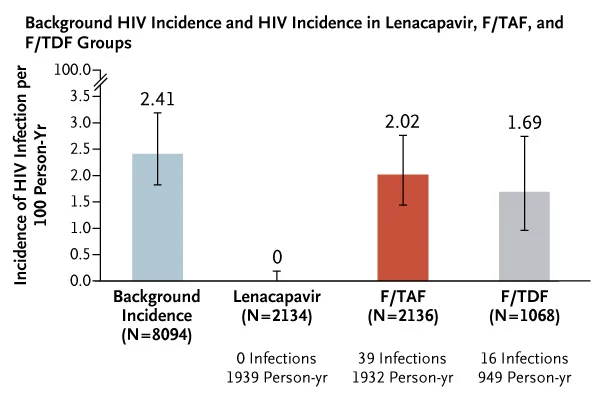 Background HIV Incidence and HIV Incidence in Lenacapavir, F/TAF, and
F/TDF Groups
Incidence of HIV Infection per
100 Person-Yr
100.0
3.5
3.0
2.5
2.0
1.5
1.0
0.5
0.0
2.41
0
2.02
1.69
Background
Incidence
(N=8094)
Lenacapavir
(N=2134)
F/TAF
(N=2136)
F/TDF
(N=1068)
0 Infections
1939 Person-yr
39 Infections
1932 Person-yr
16 Infections
949 Person-yr